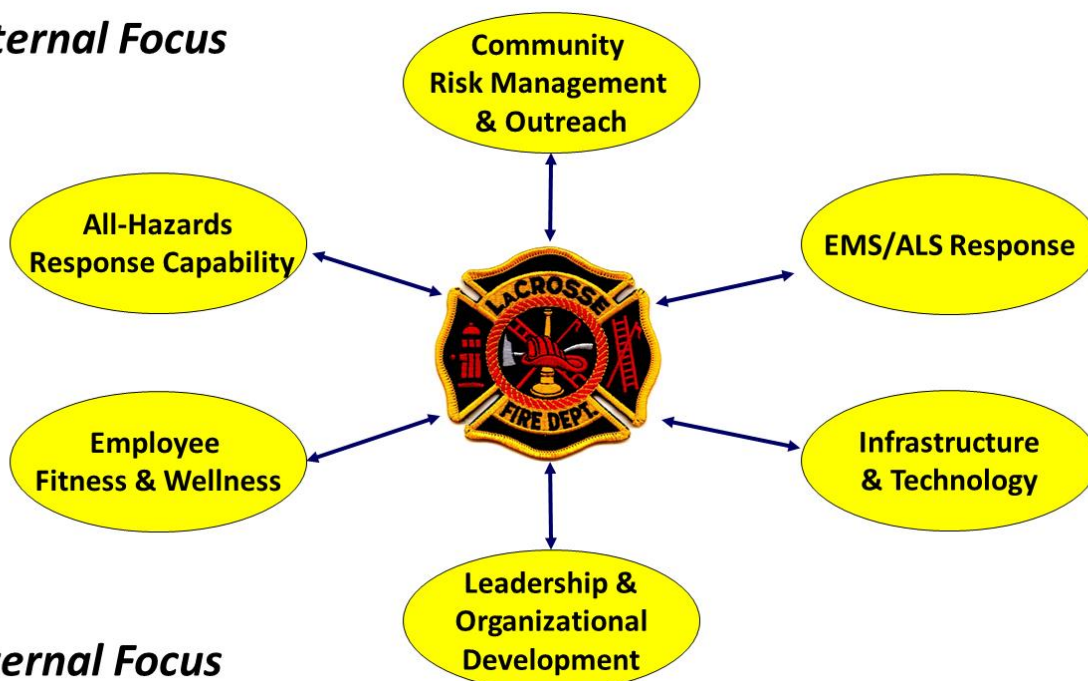 ternal Focus
Community
Risk Management
& Outreach
All-Hazards
Response Capability
EMS/ALS Response
LACROSSE
FIRE DEPT.
Employee
Fitness & Wellness
Infrastructure
& Technology
Leadership &
Organizational
Development
ternal Focus